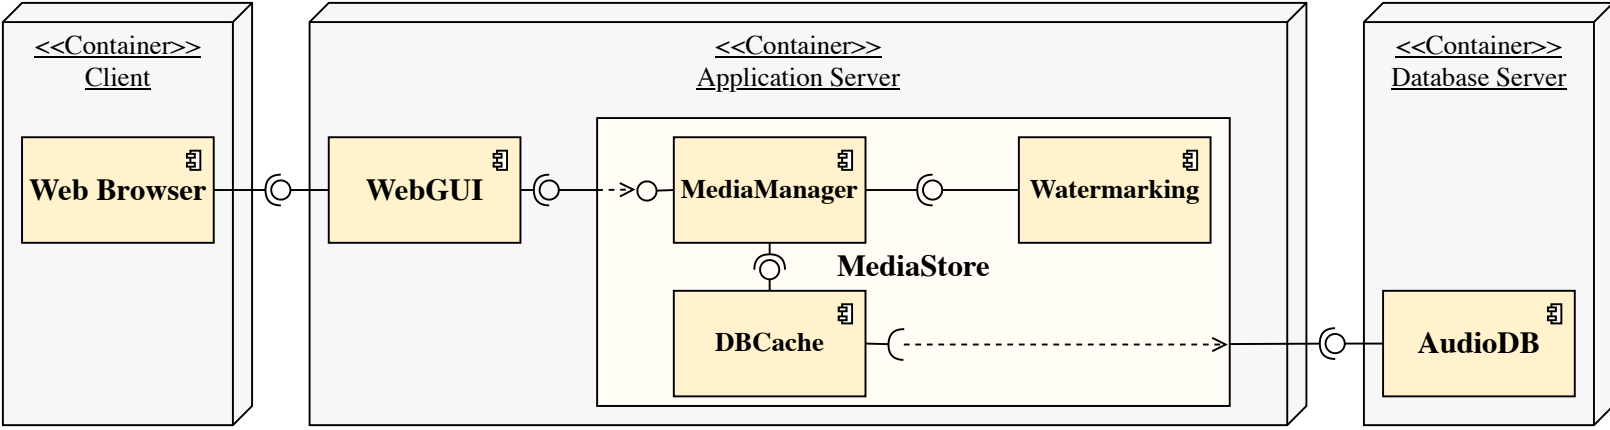 <<Container>>
Client
<<Container>>
Application Server
<<Container>>
Database Server
Web Browser
WebGUI
MediaManager
Watermarking
MediaStore
DBCache
AudioDB